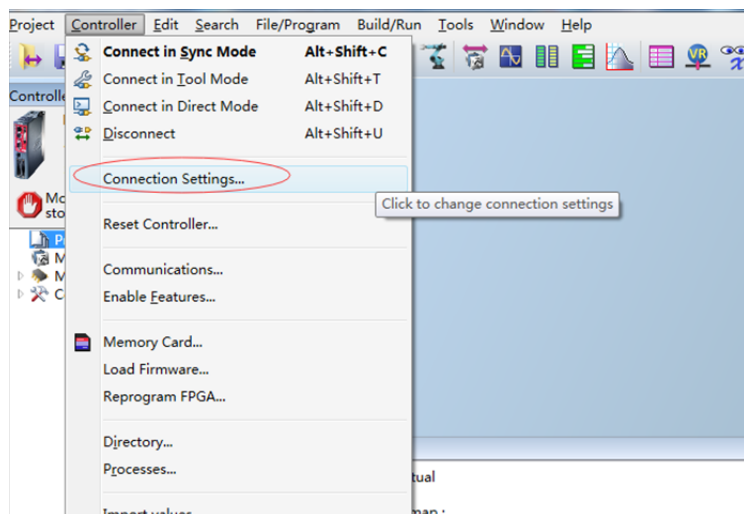 Project Controller Edit Search File/Program Build/Run Tools Window Help
Connect in Sync Mode Alt+Shift+C
Connect in Tool Mode Alt+Shift+T
Connect in Direct Mode Alt+Shift+D
Disconnect Alt+Shift+U
Connection Settings...
Click to change connection settings
Reset Controller...
Communications...
Enable Features...
Memory Card...
Load Firmware...
Reprogram FPGA...
Directory...
Processes...
VR